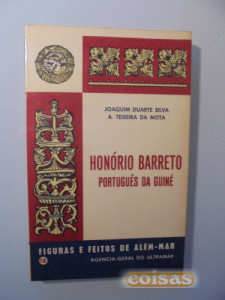 JOAQUIM DUARTE SILVA
A. TEIXEIRA DA MOTA
HONÓRIO BARRETO
PORTUGUÊS DA GUINÉ
FIGURAS E FEITOS DE ALÉM-MAR
AGENCIA-GERAL DO ULTRAMAR
coisas